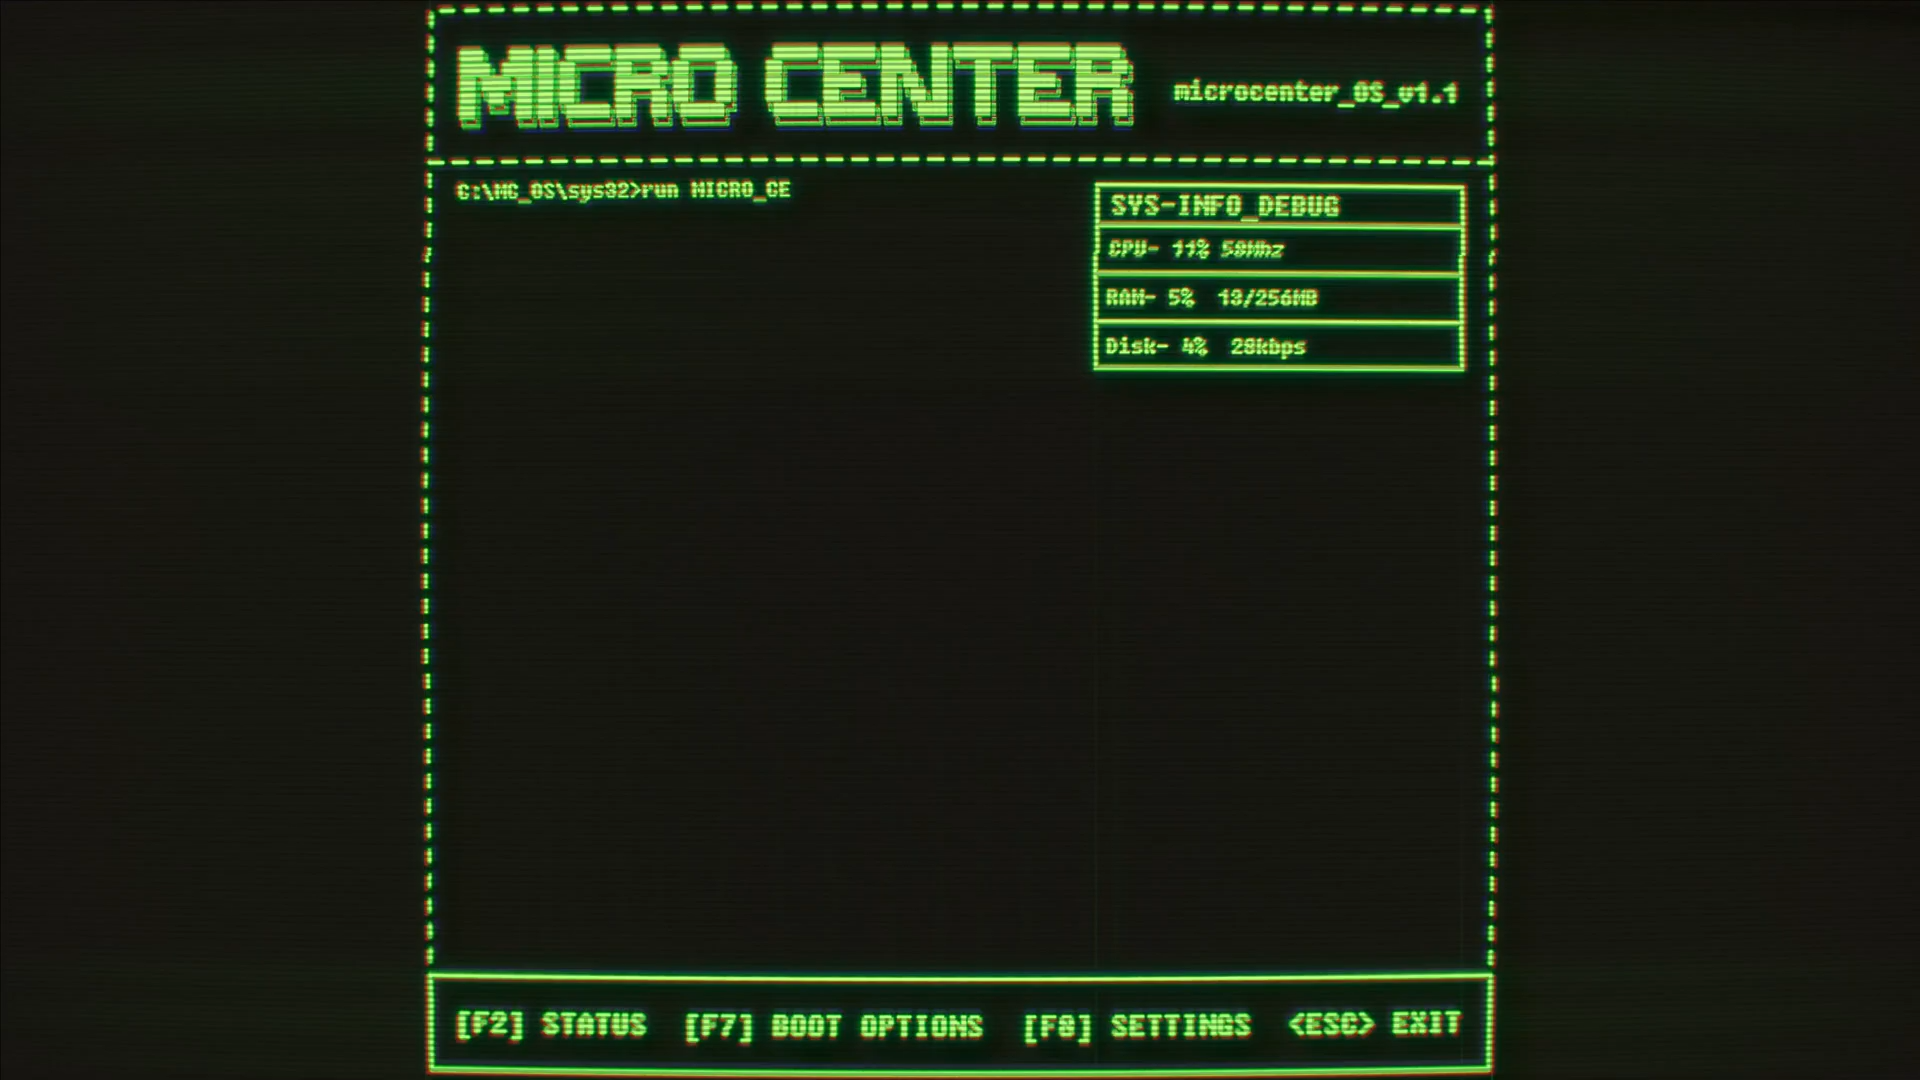 MICRO CENTER
microcenter_OS_v1.1
C:\MC_OS\sys32>run MICRO_CE
SYS-INFO_DEBUG
CPU- 11% 58Mhz
RAM- 5% 13/256MB
Disk- 4% 28kbps
[F2] STATUS [F7] BOOT OPTIONS [F8] SETTINGS <ESC> EXIT